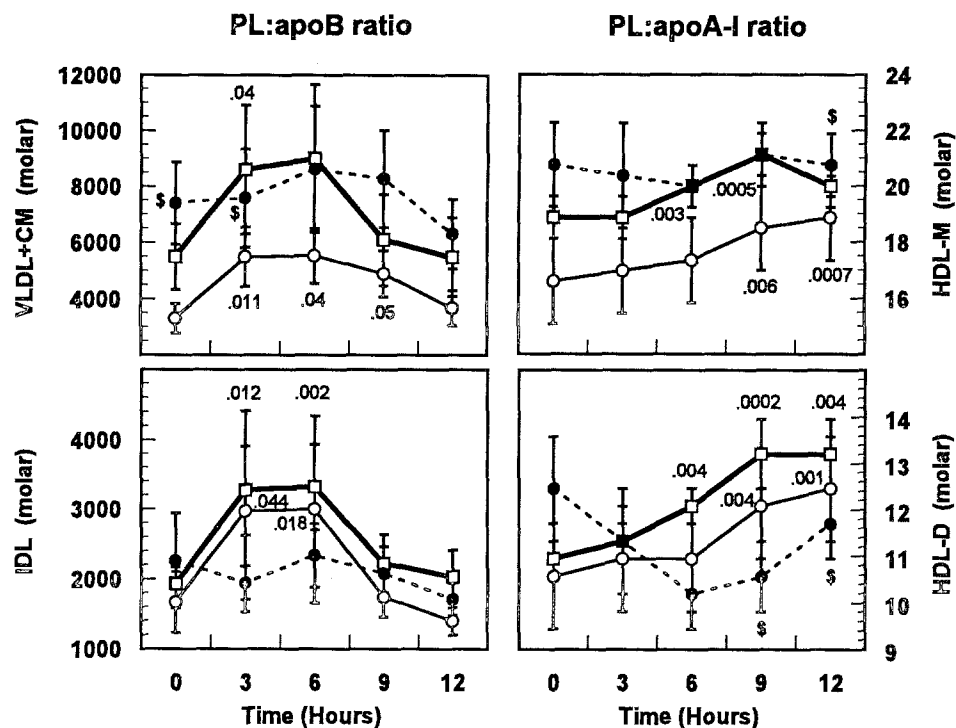 PL:apoB ratio PL:apoA-I ratio
12000 24
.04 $
10000 22
VLDL+CM (molar) HDL-M (molar)
8000 20
$ $ .003 .0005
6000 18
4000 .011 .04 .05 .006 .0007 16
.012 .002 .0002 .004 14
4000 13
IDL (molar) HDL-D (molar)
.004 .001
3000 .044 .018 .004 12
11
2000 10
$ $
1000 9
0 3 6 9 12 0 3 6 9 12
Time (Hours) Time (Hours)